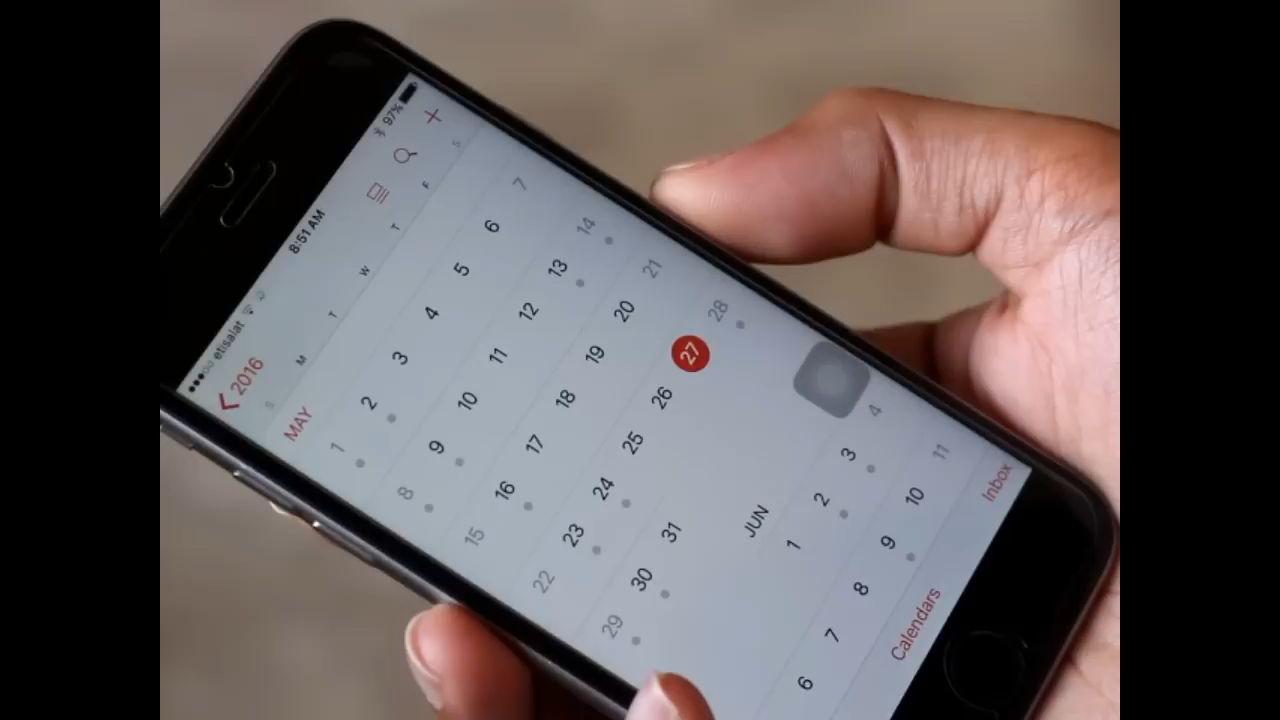 etisalat 8:51 AM 97%
2016
S M T W T F S
MAY
1 2 3 4 5 6 7
8 9 10 11 12 13 14
15 16 17 18 19 20 21
22 23 24 25 26 27 28
29 30 31
JUN
1 2 3 4
6 7 8 9 10 11
Calendars Inbox